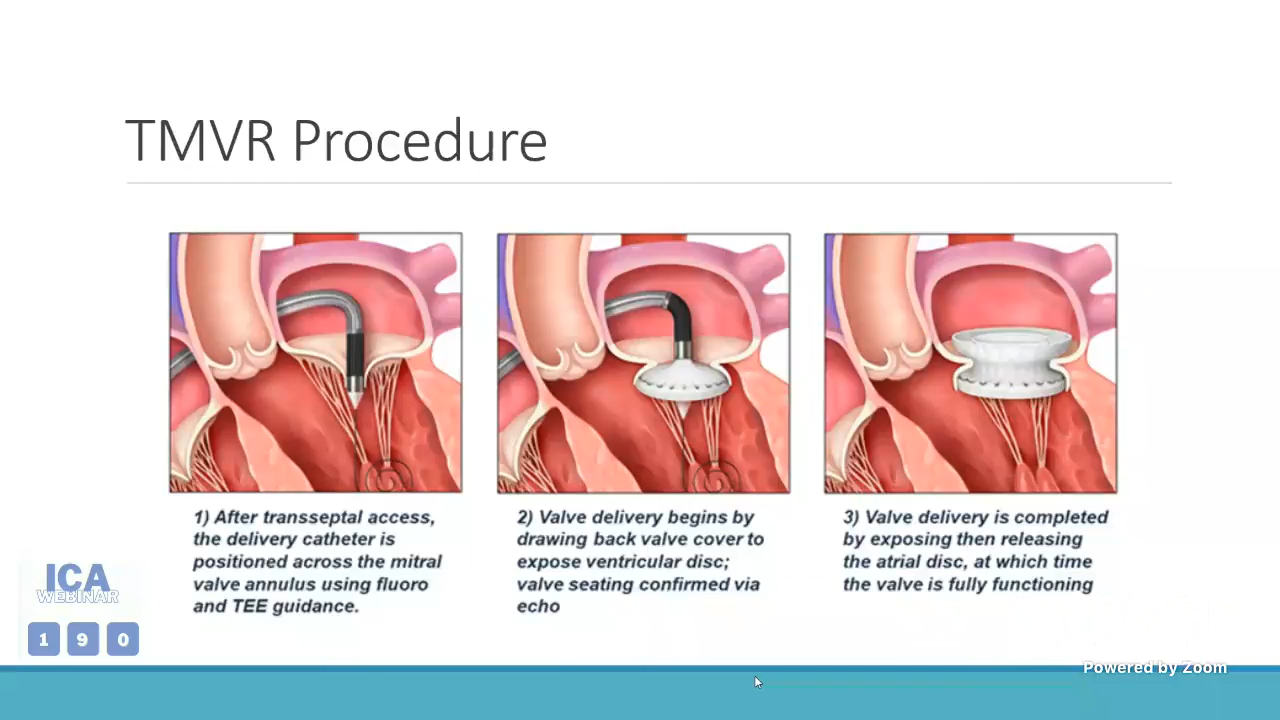 TMVR Procedure
1) After transseptal access,
the delivery catheter is
positioned across the mitral
valve annulus using fluoro
and TEE guidance.
2) Valve delivery begins by
drawing back valve cover to
expose ventricular disc;
valve seating confirmed via
echo
3) Valve delivery is completed
by exposing then releasing
the atrial disc, at which time
the valve is fully functioning
ICA
WEBINAR
1 9 0
Powered by Zoom